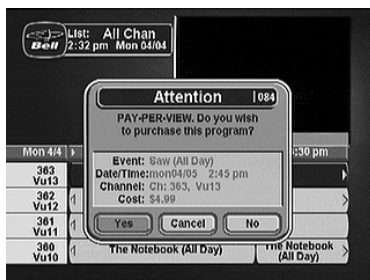 Bell
List: All Chan
2:32 pm Mon 04/04
Attention 084
PAY-PER-VIEW. Do you wish
to purchase this program?
Event: Saw (All Day)
Date/Time: mon04/05 2:45 pm
Channel: Ch: 363, Vu13
Cost: $4.99
Yes Cancel No
Mon 4/4 :30 pm
363
Vu13
362
Vu12
361
Vu11
360
Vu10
The Notebook (All Day)
The Notebook
(All Day)